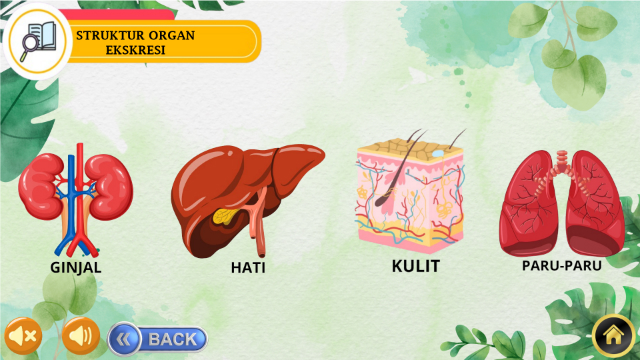 STRUKTUR ORGAN
EKSKRESI
GINJAL
HATI
KULIT
PARU-PARU
BACK